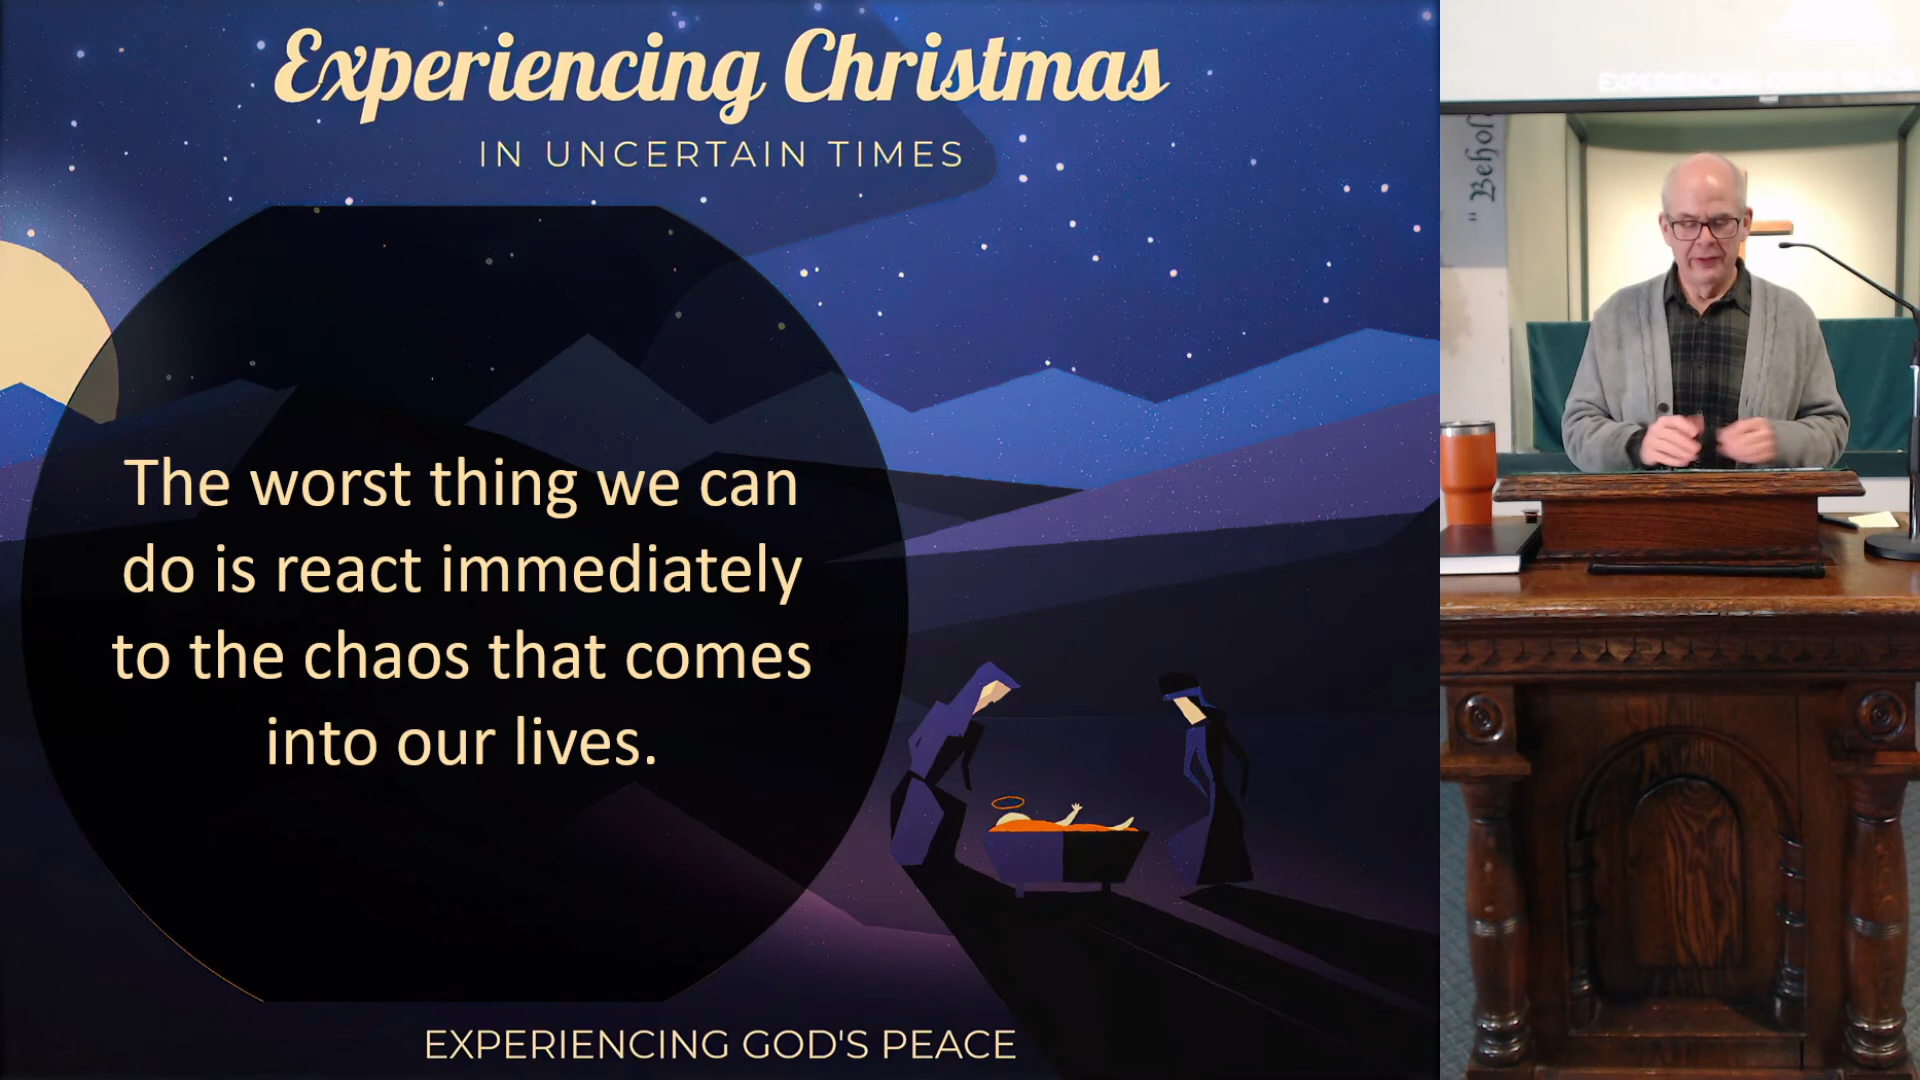 Experiencing Christmas
IN UNCERTAIN TIMES
The worst thing we can
do is react immediately
to the chaos that comes
into our lives.
EXPERIENCING GOD'S PEACE
"Behol